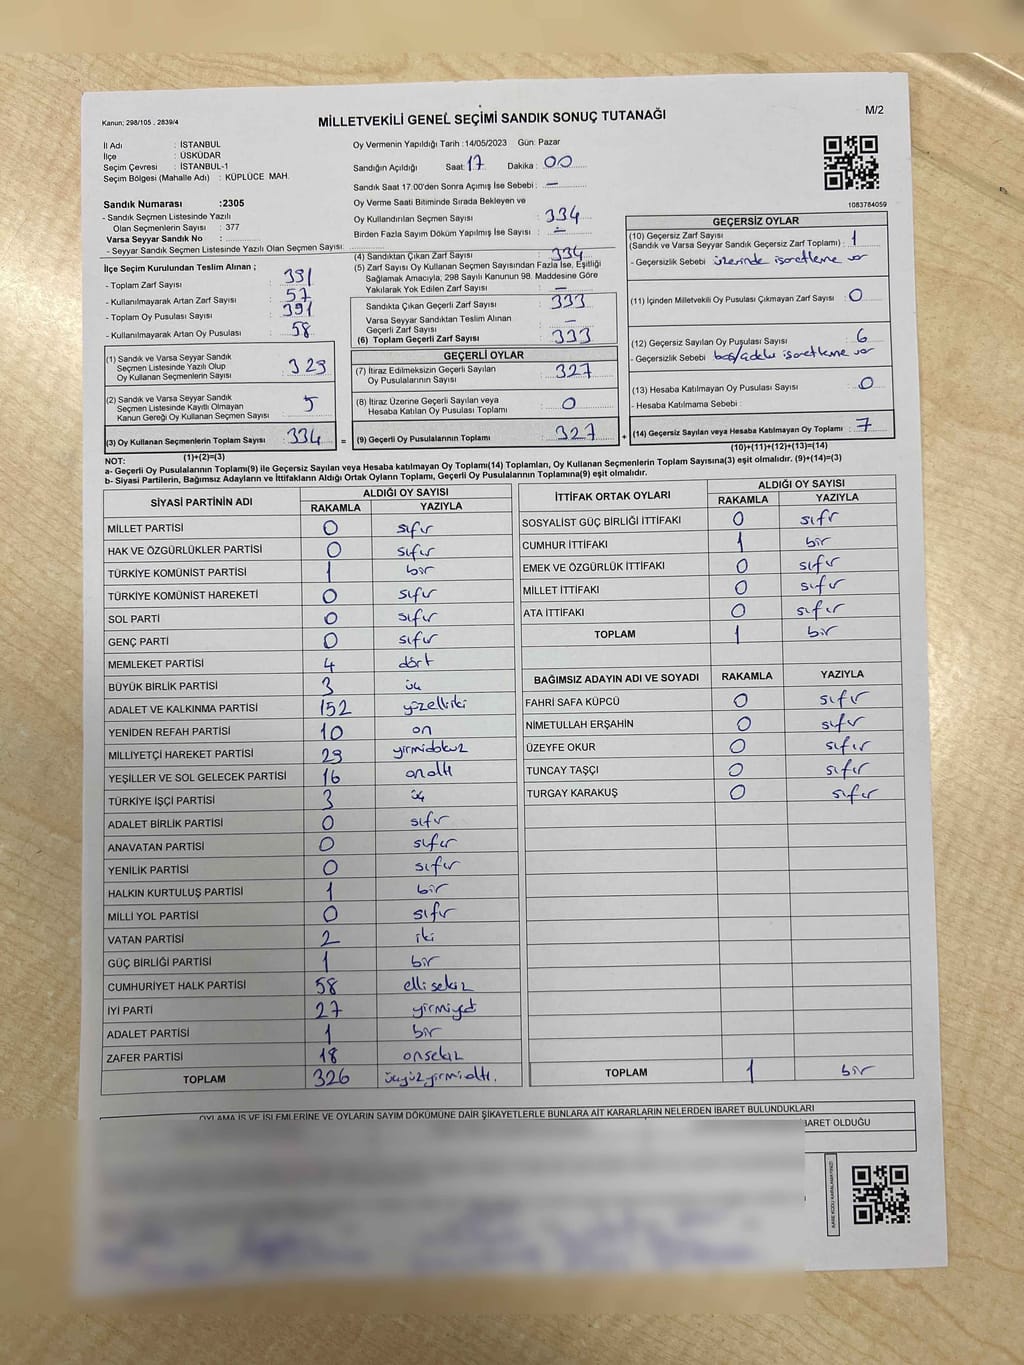 Kanun; 298/105 , 2839/4
MİLLETVEKİLİ GENEL SEÇİMİ SANDIK SONUÇ TUTANAĞI
M/2
İl Adı : İSTANBUL
İlçe : ÜSKÜDAR
Seçim Çevresi : İSTANBUL-1
Seçim Bölgesi (Mahalle Adı) : KÜPLÜCE MAH.
Sandık Numarası :2305
- Sandık Seçmen Listesinde Yazılı
Olan Seçmenlerin Sayısı : 377
Varsa Seyyar Sandık No :
- Seyyar Sandık Seçmen Listesinde Yazılı Olan Seçmen Sayısı:
İlçe Seçim Kurulundan Teslim Alınan ;
- Toplam Zarf Sayısı : 391
- Kullanılmayarak Artan Zarf Sayısı : 57
- Toplam Oy Pusulası Sayısı : 391
- Kullanılmayarak Artan Oy Pusulası : 58
(1) Sandık ve Varsa Seyyar Sandık
Seçmen Listesinde Yazılı Olup
Oy Kullanan Seçmenlerin Sayısı : 329
(2) Sandık ve Varsa Seyyar Sandık
Seçmen Listesinde Kayıtlı Olmayan
Kanun Gereği Oy Kullanan Seçmen Sayısı : 5
(3) Oy Kullanan Seçmenlerin Toplam Sayısı : 334
(1)+(2)=(3)
Oy Vermenin Yapıldığı Tarih :14/05/2023 Gün: Pazar
Sandığın Açıldığı Saat: 17 Dakika : 00
Sandık Saat 17.00'den Sonra Açımış İse Sebebi : —
Oy Verme Saati Bitiminde Sırada Bekleyen ve
Oy Kullandırılan Seçmen Sayısı : 334
Birden Fazla Sayım Döküm Yapılmış İse Sayısı : —
(4) Sandıktan Çıkan Zarf Sayısı : 334
(5) Zarf Sayısı Oy Kullanan Seçmen Sayısından Fazla İse, Eşitliği
Sağlamak Amacıyla; 298 Sayılı Kanunun 98. Maddesine Göre
Yakılarak Yok Edilen Zarf Sayısı : —
Sandıkta Çıkan Geçerli Zarf Sayısı : 333
Varsa Seyyar Sandıktan Teslim Alınan
Geçerli Zarf Sayısı : —
(6) Toplam Geçerli Zarf Sayısı : 333
GEÇERLİ OYLAR
(7) İtiraz Edilmeksizin Geçerli Sayılan
Oy Pusulalarının Sayısı : 327
(8) İtiraz Üzerine Geçerli Sayılan veya
Hesaba Katılan Oy Pusulası Toplamı : 0
= (9) Geçerli Oy Pusulalarının Toplamı : 327 +
1083784059
GEÇERSİZ OYLAR
(10) Geçersiz Zarf Sayısı
(Sandık ve Varsa Seyyar Sandık Geçersiz Zarf Toplamı) : 1
- Geçersizlik Sebebi : üzerinde işaretleme var
(11) İçinden Milletvekili Oy Pusulası Çıkmayan Zarf Sayısı : 0
(12) Geçersiz Sayılan Oy Pusulası Sayısı : 6
- Geçersizlik Sebebi : işaretleme var
(13) Hesaba Katılmayan Oy Pusulası Sayısı : 0
- Hesaba Katılmama Sebebi :
(14) Geçersiz Sayılan veya Hesaba Katılmayan Oy Toplamı : 7
(10)+(11)+(12)+(13)=(14)
NOT:
a- Geçerli Oy Pusulalarının Toplamı(9) ile Geçersiz Sayılan veya Hesaba katılmayan Oy Toplamı(14) Toplamları, Oy Kullanan Seçmenlerin Toplam Sayısına(3) eşit olmalıdır. (9)+(14)=(3)
b- Siyasi Partilerin, Bağımsız Adayların ve İttifakların Aldığı Ortak Oyların Toplamı, Geçerli Oy Pusulalarının Toplamına(9) eşit olmalıdır.
SİYASİ PARTİNİN ADI ALDIĞI OY SAYISI
RAKAMLA YAZIYLA
MİLLET PARTİSİ 0 sıfır
HAK VE ÖZGÜRLÜKLER PARTİSİ 0 sıfır
TÜRKİYE KOMÜNİST PARTİSİ 1 bir
TÜRKİYE KOMÜNİST HAREKETİ 0 sıfır
SOL PARTİ 0 sıfır
GENÇ PARTİ 0 sıfır
MEMLEKET PARTİSİ 4 dört
BÜYÜK BİRLİK PARTİSİ 3 üç
ADALET VE KALKINMA PARTİSİ 152 yüzelliiki
YENİDEN REFAH PARTİSİ 10 on
MİLLİYETÇİ HAREKET PARTİSİ 29 yirmidokuz
YEŞİLLER VE SOL GELECEK PARTİSİ 16 onaltı
TÜRKİYE İŞÇİ PARTİSİ 3 üç
ADALET BİRLİK PARTİSİ 0 sıfır
ANAVATAN PARTİSİ 0 sıfır
YENİLİK PARTİSİ 0 sıfır
HALKIN KURTULUŞ PARTİSİ 1 bir
MİLLİ YOL PARTİSİ 0 sıfır
VATAN PARTİSİ 2 iki
GÜÇ BİRLİĞİ PARTİSİ 1 bir
CUMHURİYET HALK PARTİSİ 58 ellisekiz
İYİ PARTİ 27 yirmiyedi
ADALET PARTİSİ 1 bir
ZAFER PARTİSİ 18 onsekiz
TOPLAM 326 üçyüzyirmialtı.
İTTİFAK ORTAK OYLARI ALDIĞI OY SAYISI
RAKAMLA YAZIYLA
SOSYALİST GÜÇ BİRLİĞİ İTTİFAKI 0 sıfır
CUMHUR İTTİFAKI 1 bir
EMEK VE ÖZGÜRLÜK İTTİFAKI 0 sıfır
MİLLET İTTİFAKI 0 sıfır
ATA İTTİFAKI 0 sıfır
TOPLAM 1 bir
BAĞIMSIZ ADAYIN ADI VE SOYADI RAKAMLA YAZIYLA
FAHRİ SAFA KÜPCÜ 0 sıfır
NİMETULLAH ERŞAHİN 0 sıfır
ÜZEYFE OKUR 0 sıfır
TUNCAY TAŞÇI 0 sıfır
TURGAY KARAKUŞ 0 sıfır
TOPLAM 1 bir
OYLAMA İŞ VE İŞLEMLERİNE VE OYLARIN SAYIM DÖKÜMÜNE DAİR ŞİKAYETLERLE BUNLARA AİT KARARLARIN NELERDEN İBARET BULUNDUKLARI
BARET OLDUĞU